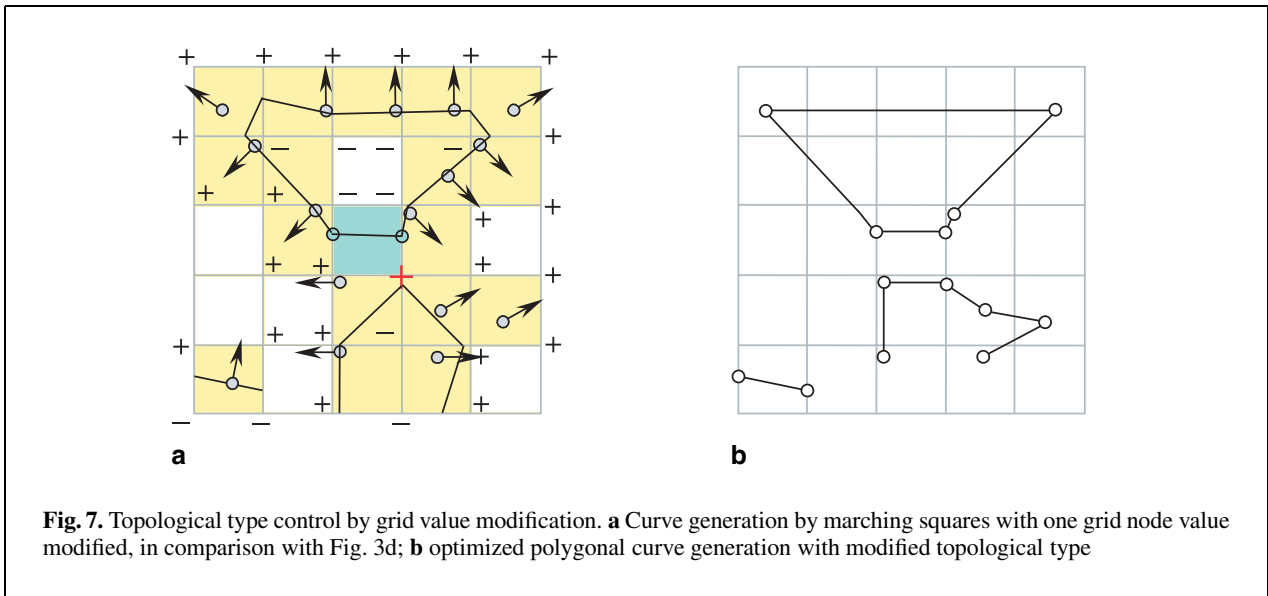 + + + + + +
+ — — — — +
+ + — — +
+
+ + +
+
+ + —
+ + +
+ +
— — —
a b
Fig. 7. Topological type control by grid value modification. a Curve generation by marching squares with one grid node value
modified, in comparison with Fig. 3d; b optimized polygonal curve generation with modified topological type